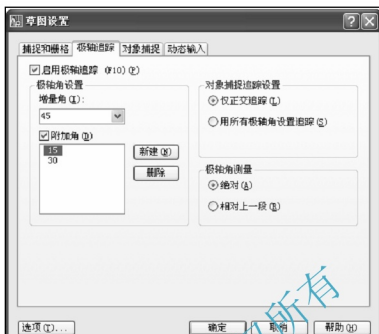 草图设置
捕捉和栅格 极轴追踪 对象捕捉 动态输入
启用极轴追踪 (F10) (P)
极轴角设置
增量角(I):
45
附加角(D)
15
30
新建(N)
删除
对象捕捉追踪设置
仅正交追踪(L)
用所有极轴角设置追踪(S)
极轴角测量
绝对(A)
相对上一段(R)
选项(T)...
确定
取消
帮助(H)
所有